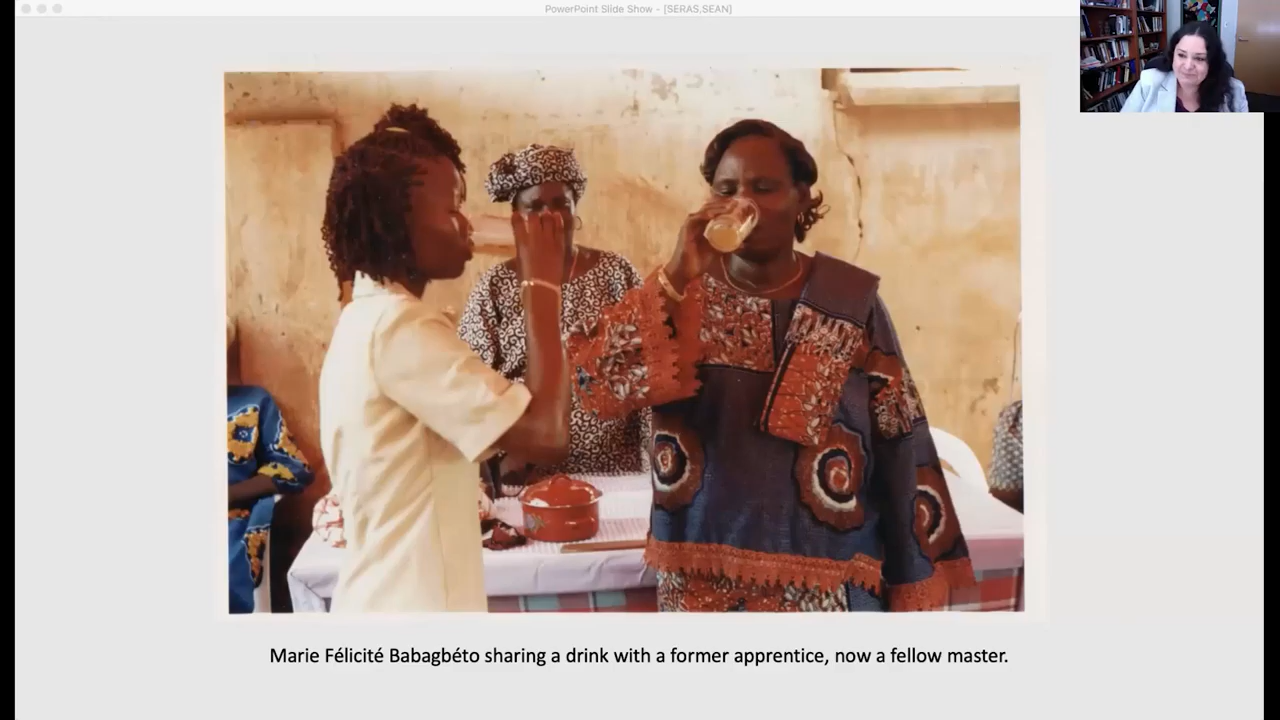 PowerPoint Slide Show - [SERAS,SEAN]
Marie Félicité Babagbéto sharing a drink with a former apprentice, now a fellow master.